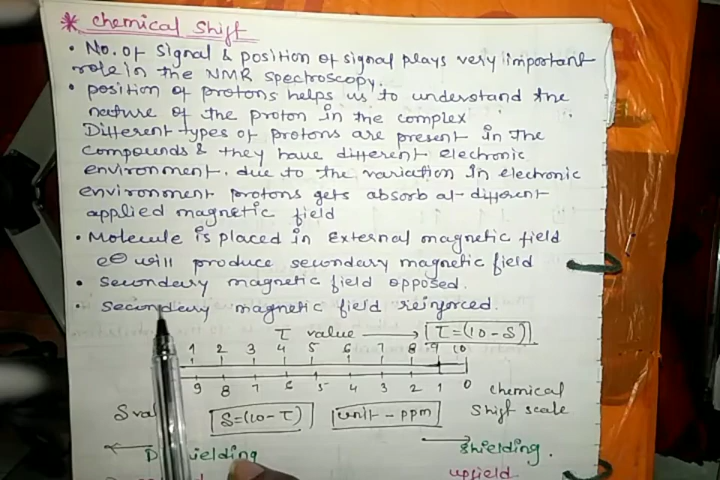 * Chemical Shift
• No. of Signal & position of signal plays very important
role in the NMR spectroscopy.
• position of protons helps us to understand the
nature of the proton in the complex
Different types of protons are present in the
compounds & they have different electronic
environment. due to the variation in electronic
environment protons gets absorb at different
applied magnetic field
• Molecule is placed in External magnetic field
e⊖ will produce secondary magnetic field
• secondary magnetic field opposed.
• secondary magnetic field reinforced.
τ value → τ=(10-δ)
1 2 3 4 5 6 7 8 9 10
9 8 7 6 5 4 3 2 1 0
chemical
shift scale
δ=(10-τ) unit - ppm
← →
shielding.
upfield